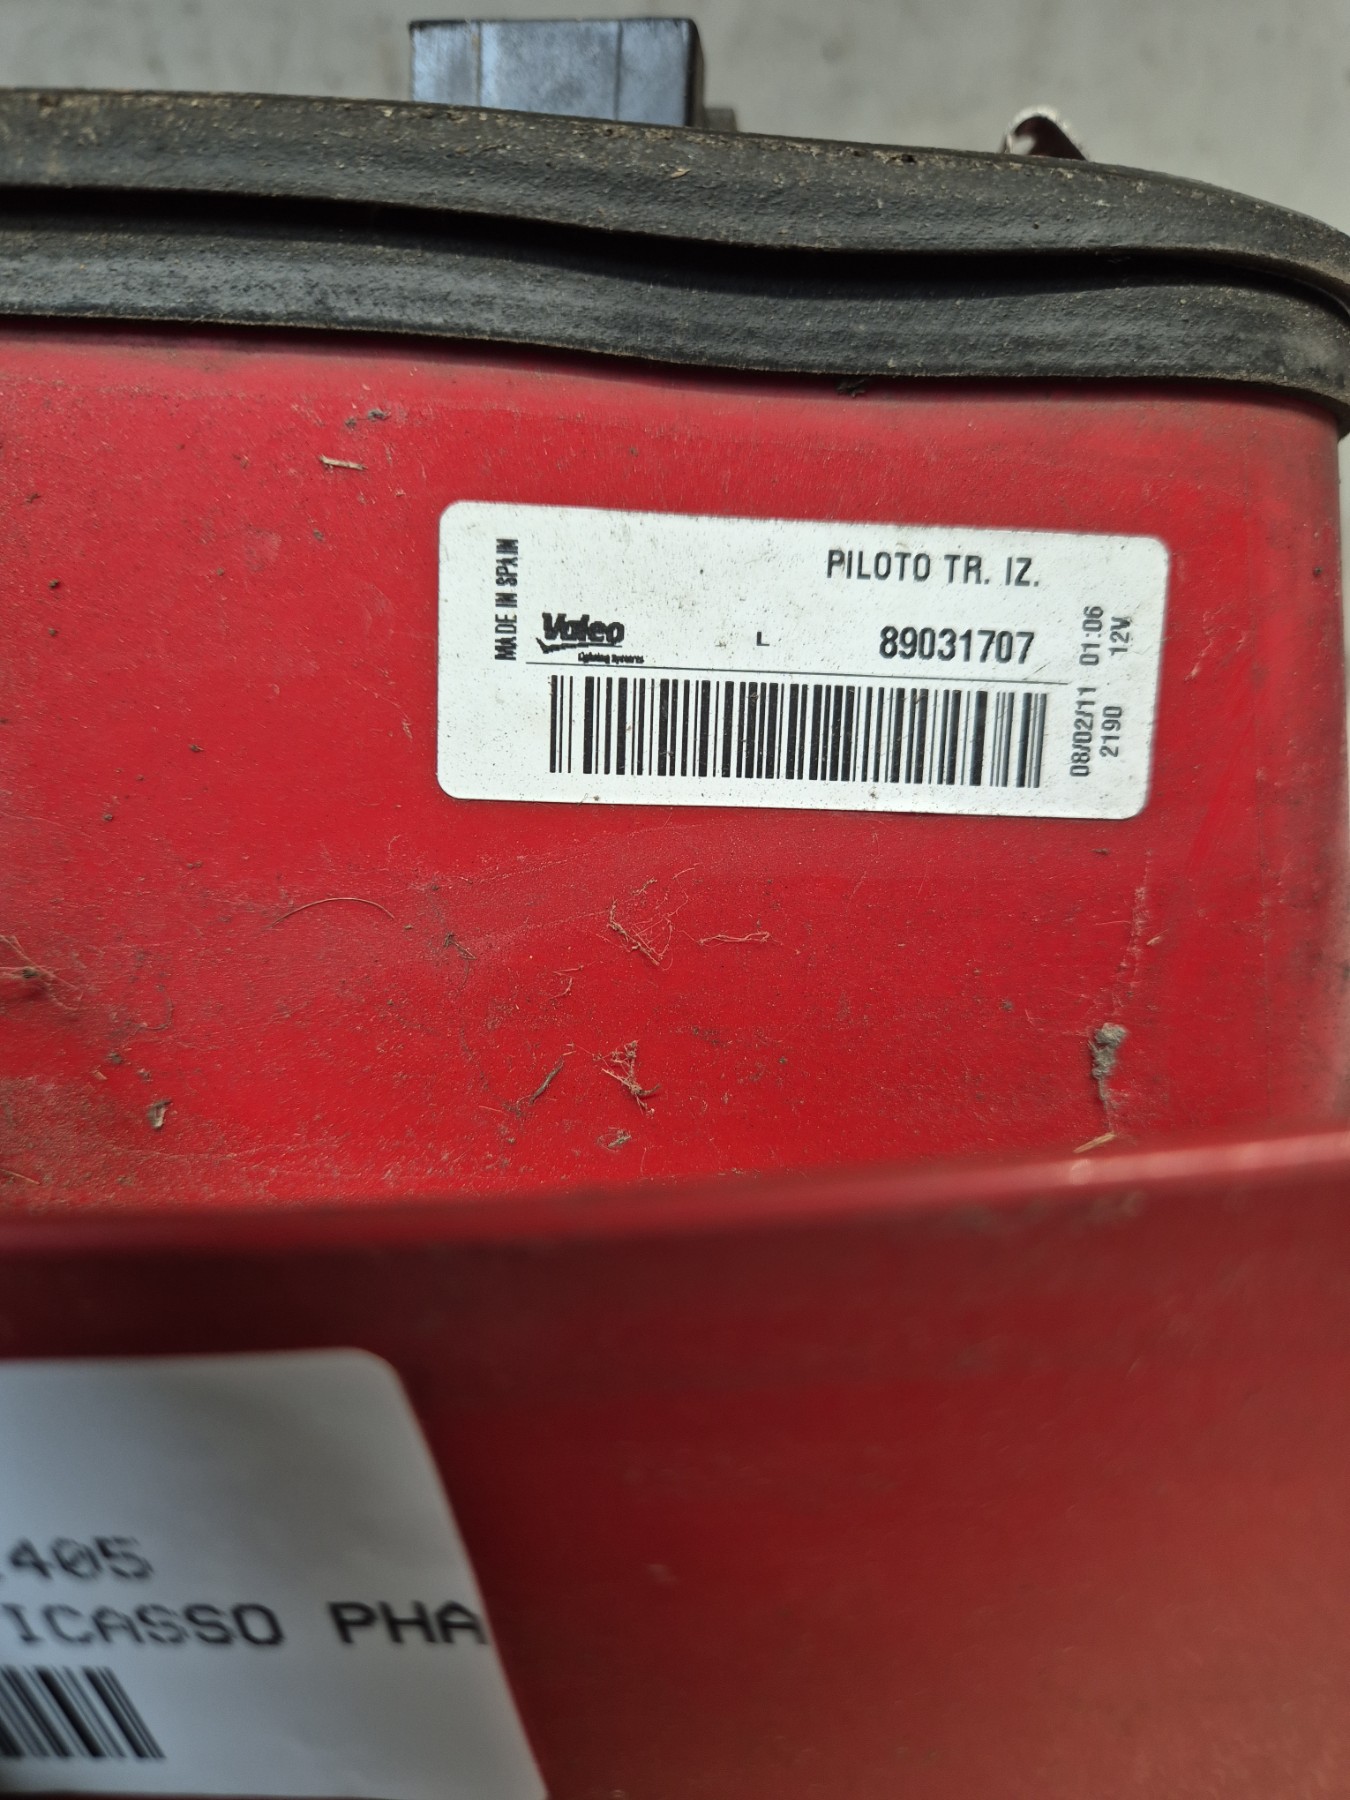 MADE IN SPAIN
PILOTO TR. IZ.
Valeo
L
89031707
08/02/11 01:06
2190 12V
405
ICASSO PHA